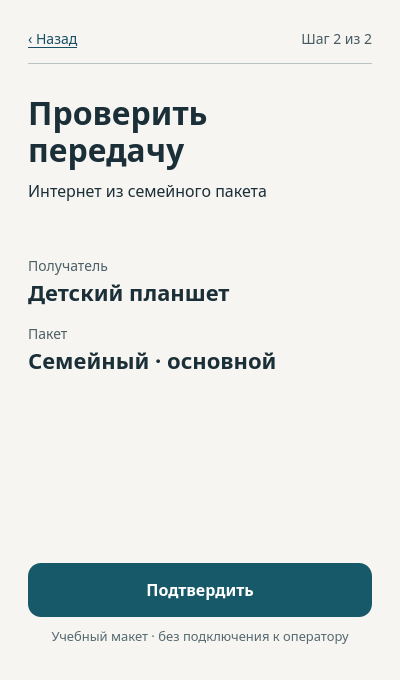 ‹ Назад
Шаг 2 из 2
Проверить
передачу
Интернет из семейного пакета
Получатель
Детский планшет
Пакет
Семейный · основной
Подтвердить
Учебный макет · без подключения к оператору